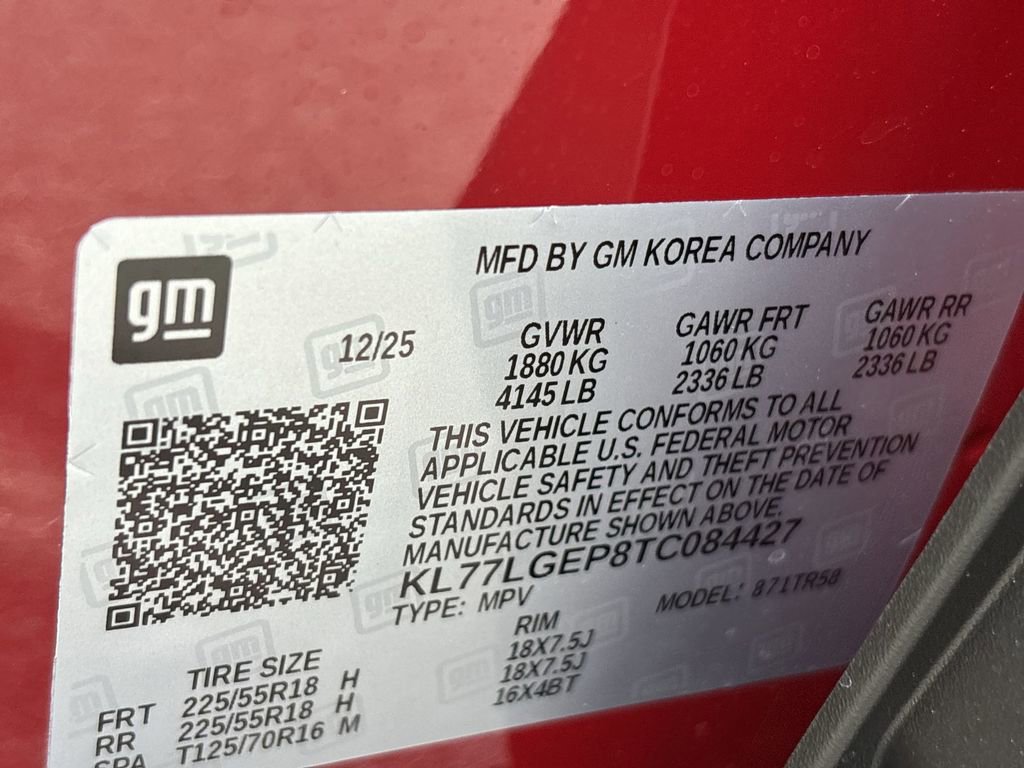 gm
MFD BY GM KOREA COMPANY
12/25
GVWR GAWR FRT GAWR RR
1880 KG 1060 KG 1060 KG
4145 LB 2336 LB 2336 LB
THIS VEHICLE CONFORMS TO ALL
APPLICABLE U.S. FEDERAL MOTOR
VEHICLE SAFETY AND THEFT PREVENTION
STANDARDS IN EFFECT ON THE DATE OF
MANUFACTURE SHOWN ABOVE.
KL77LGEP8TC084427
TYPE: MPV MODEL: 871TR58
TIRE SIZE RIM
FRT 225/55R18 H 18X7.5J
RR 225/55R18 H 18X7.5J
SPA T125/70R16 M 16X4BT